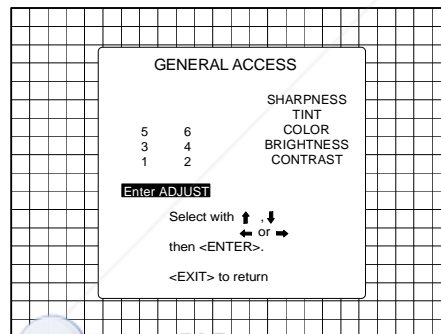 GENERAL ACCESS
SHARPNESS
TINT
5 6 COLOR
3 4 BRIGHTNESS
1 2 CONTRAST
Enter ADJUST
Select with ⬆ , ⬇
⬅ or ➡
then <ENTER>.
<EXIT> to return